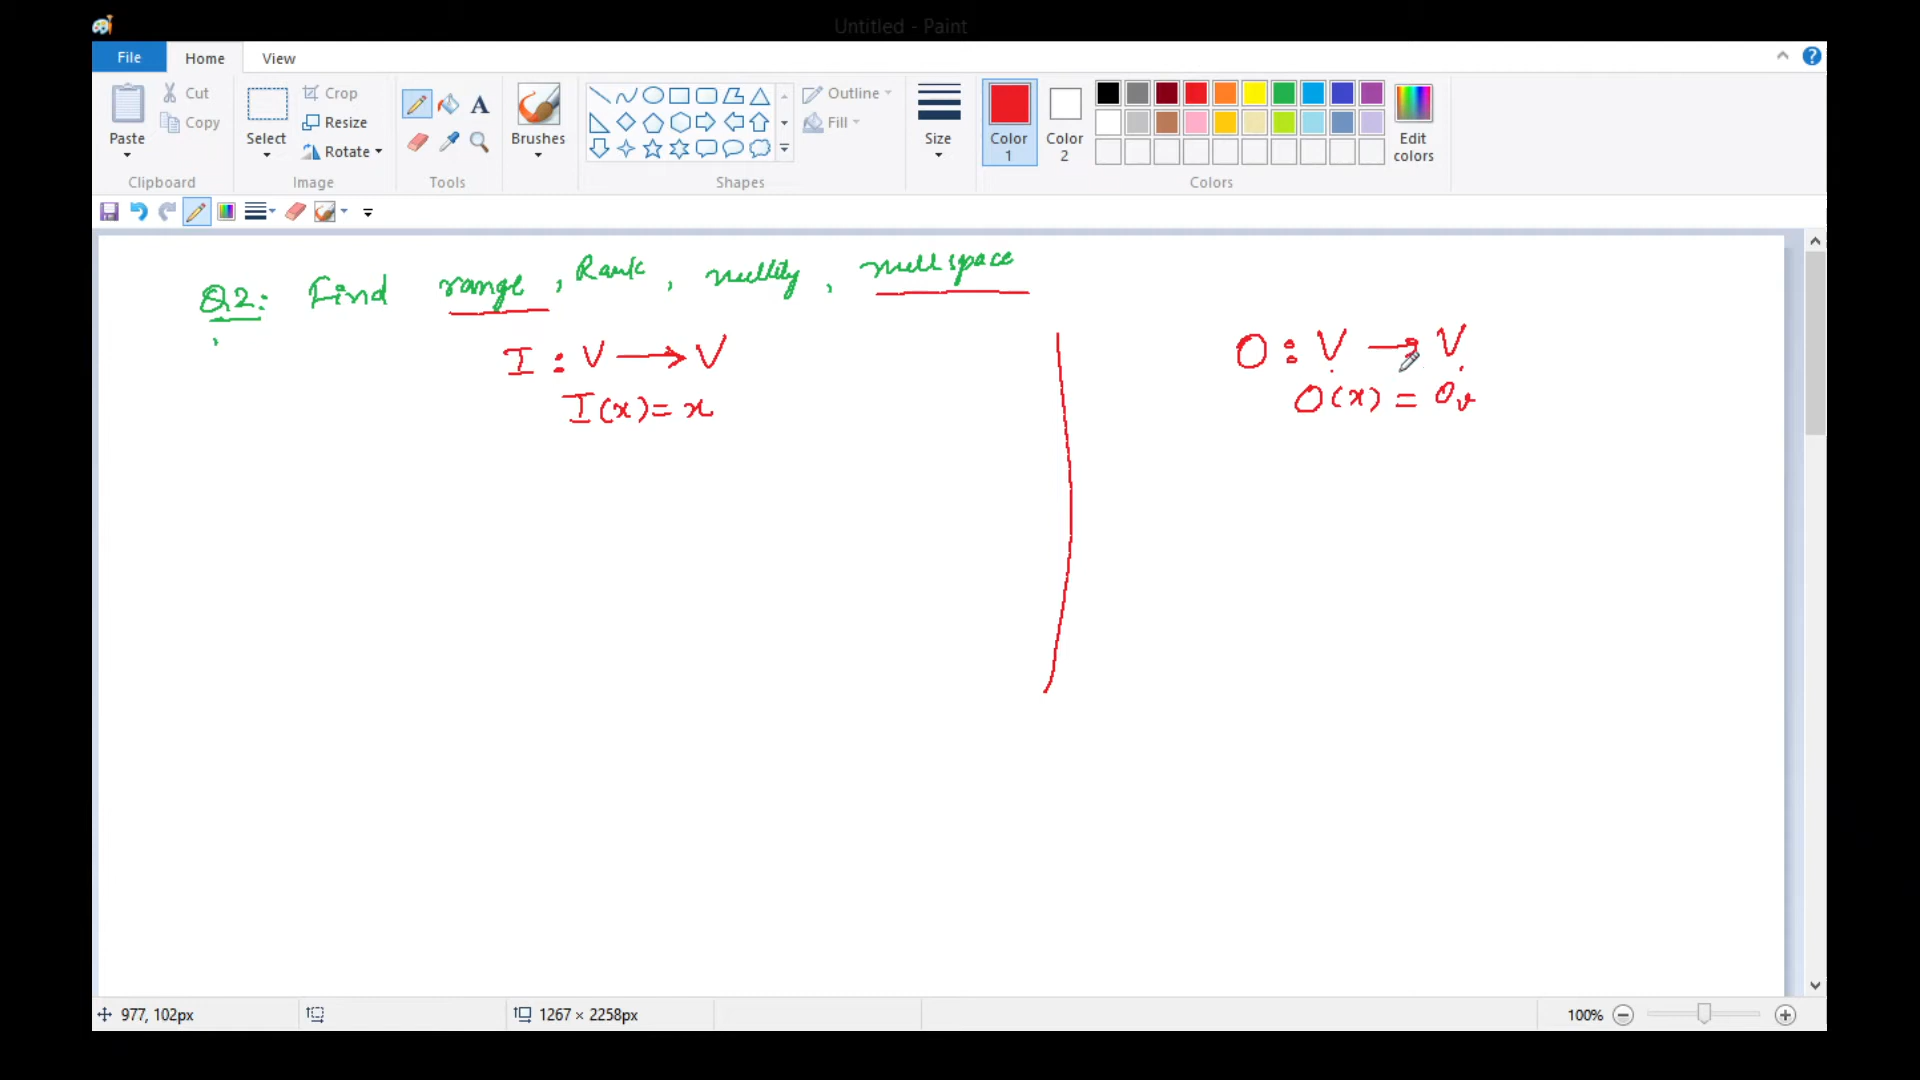 Untitled - Paint
File Home View
Paste Cut Copy Clipboard
Select Crop Resize Rotate Image
A Tools
Brushes
Shapes Outline Fill
Size
Color 1 Color 2 Edit colors Colors
Q2: Find range, Rank, nullity, nullspace
I : V → V
I(x) = x
O : V → V
O(x) = 0v
977, 102px
1267 × 2258px
100%